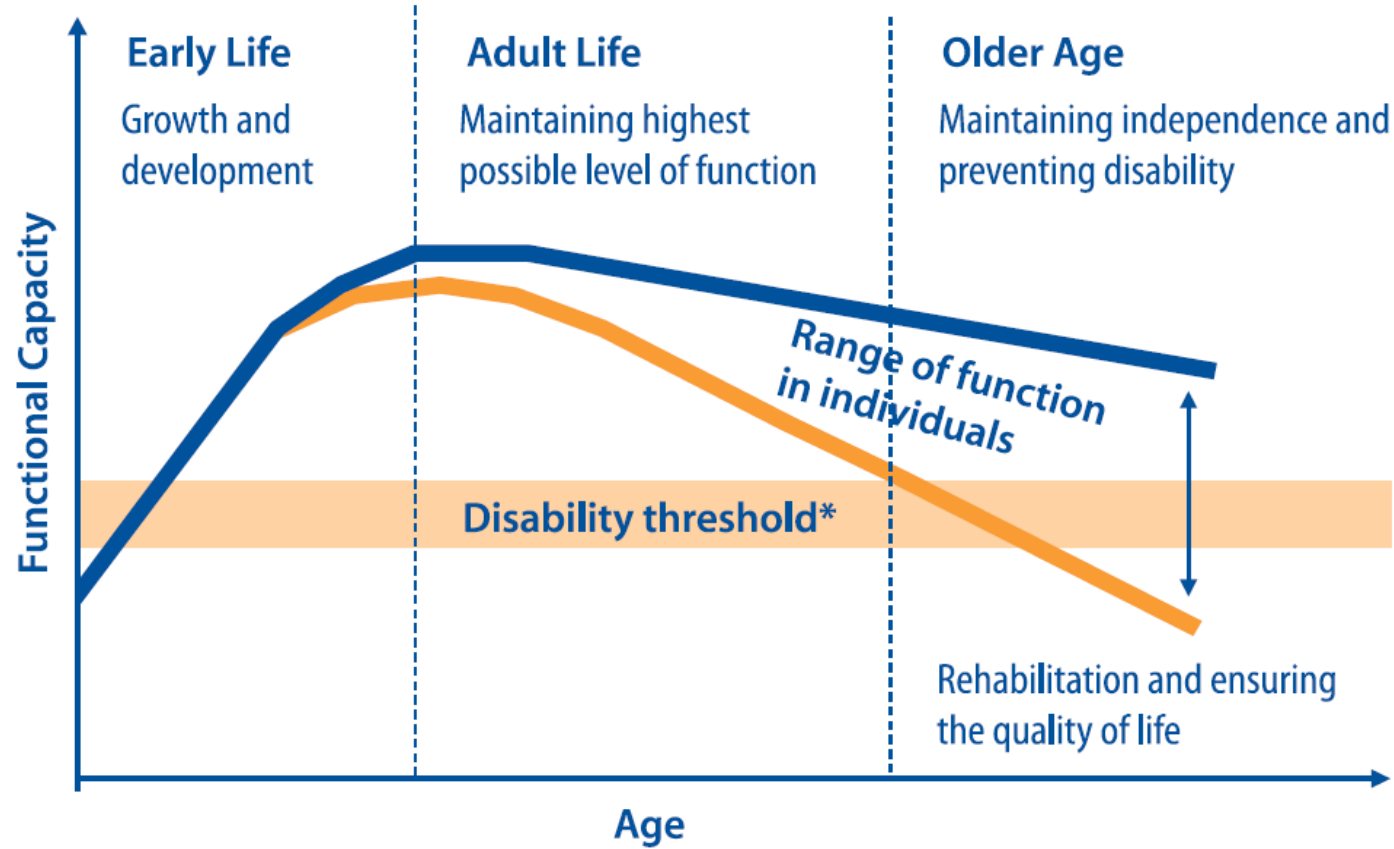 Early Life
Growth and
development
Adult Life
Maintaining highest
possible level of function
Older Age
Maintaining independence and
preventing disability
Functional Capacity
Range of function
in individuals
Disability threshold*
Rehabilitation and ensuring
the quality of life
Age